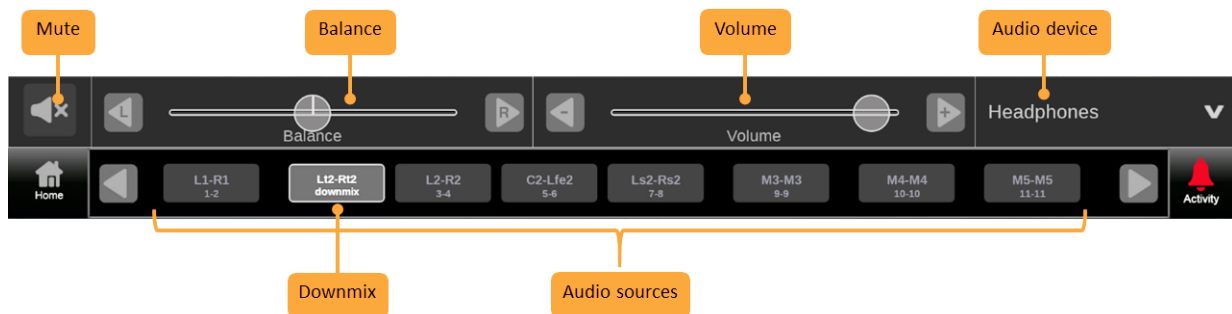 Mute
Balance
Volume
Audio device
L
R
Balance
-
+
Volume
Headphones
Home
L1-R1
1-2
Lt2-Rt2
downmix
L2-R2
3-4
C2-Lfe2
5-6
Ls2-Rs2
7-8
M3-M3
9-9
M4-M4
10-10
M5-M5
11-11
Activity
Downmix
Audio sources